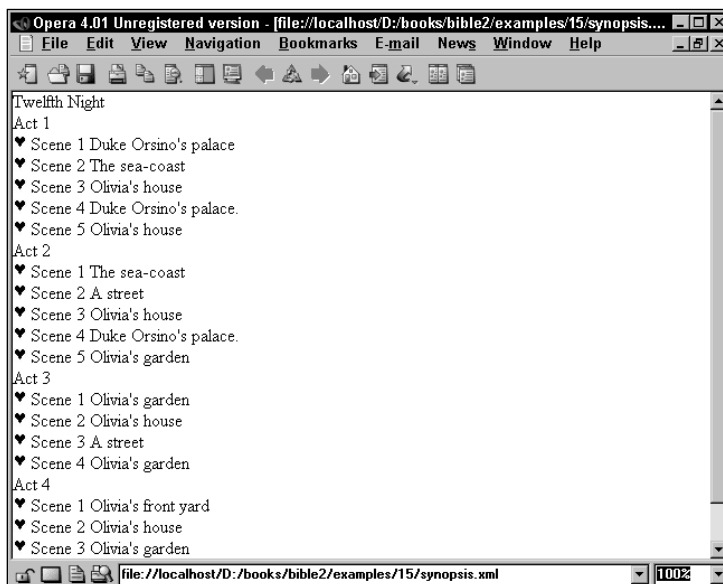 Opera 4.01 Unregistered version - [file://localhost/D:/books/bible2/examples/15/synopsis....
File Edit View Navigation Bookmarks E-mail News Window Help
Twelfth Night
Act 1
♥ Scene 1 Duke Orsino's palace
♥ Scene 2 The sea-coast
♥ Scene 3 Olivia's house
♥ Scene 4 Duke Orsino's palace.
♥ Scene 5 Olivia's house
Act 2
♥ Scene 1 The sea-coast
♥ Scene 2 A street
♥ Scene 3 Olivia's house
♥ Scene 4 Duke Orsino's palace.
♥ Scene 5 Olivia's garden
Act 3
♥ Scene 1 Olivia's garden
♥ Scene 2 Olivia's house
♥ Scene 3 A street
♥ Scene 4 Olivia's garden
Act 4
♥ Scene 1 Olivia's front yard
♥ Scene 2 Olivia's house
♥ Scene 3 Olivia's garden
file://localhost/D:/books/bible2/examples/15/synopsis.xml 100%